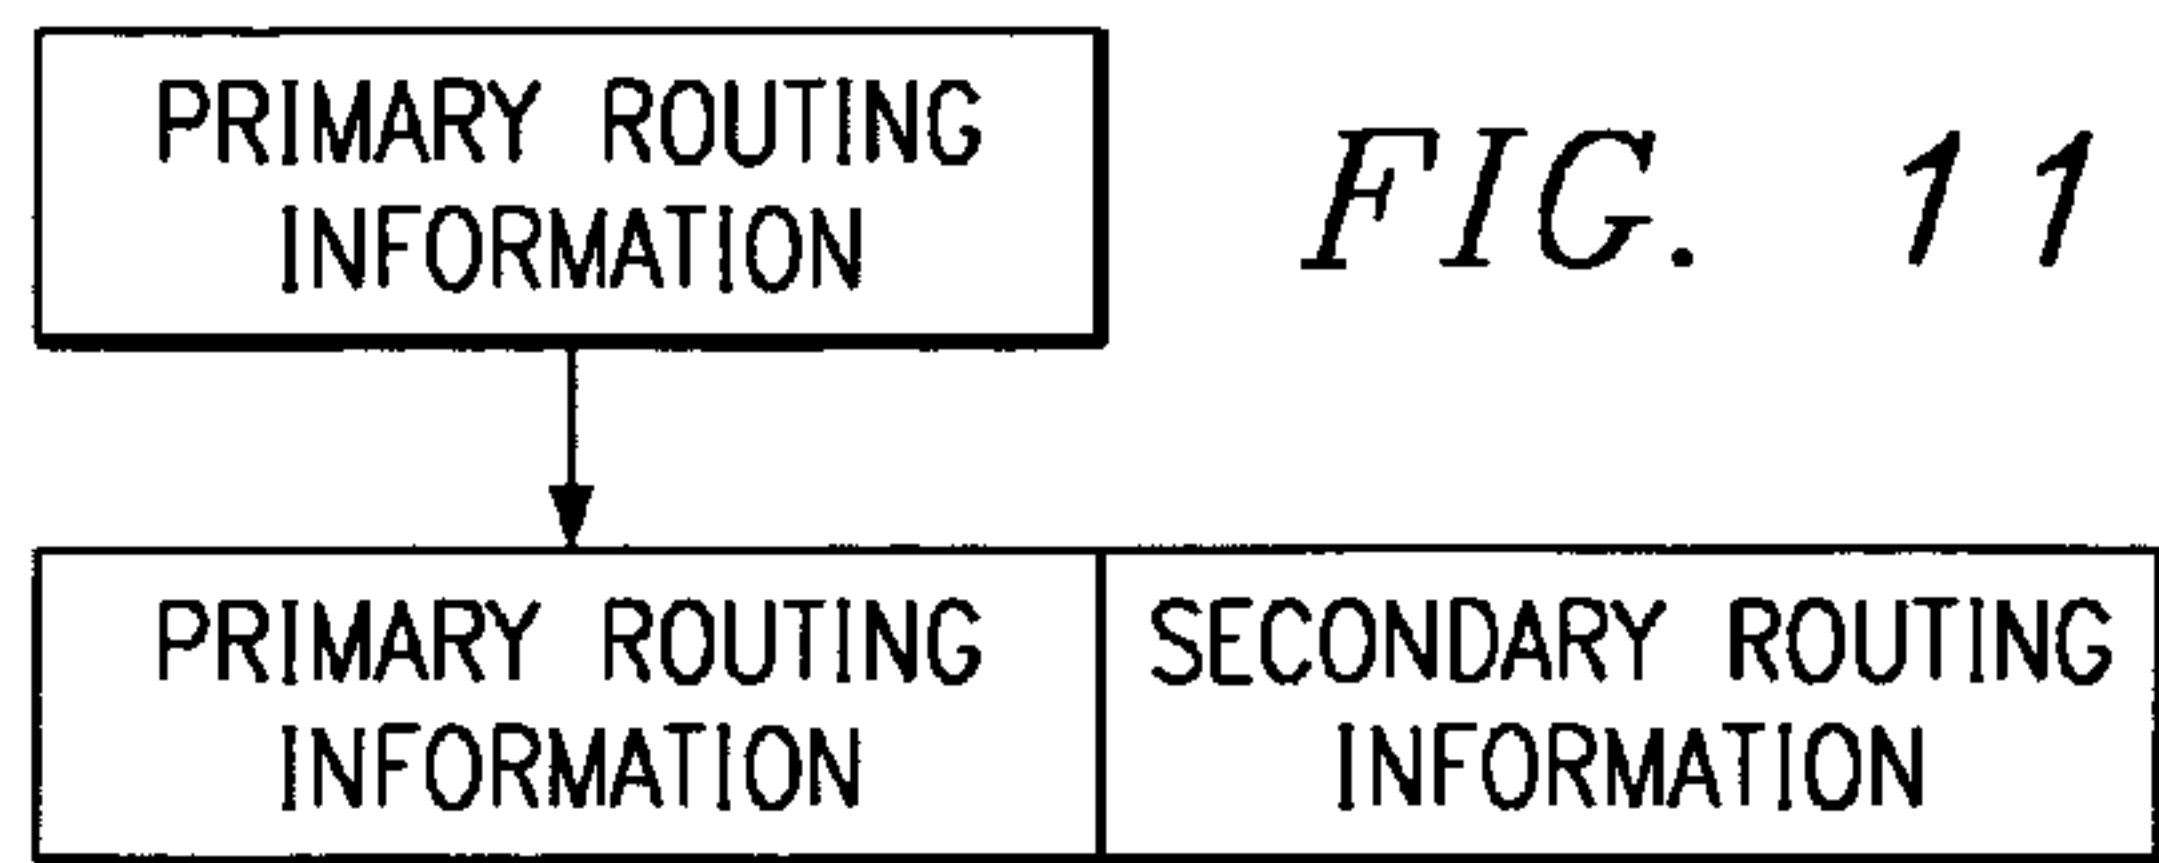 PRIMARY ROUTING
INFORMATION
FIG. 11
PRIMARY ROUTING
INFORMATION
SECONDARY ROUTING
INFORMATION